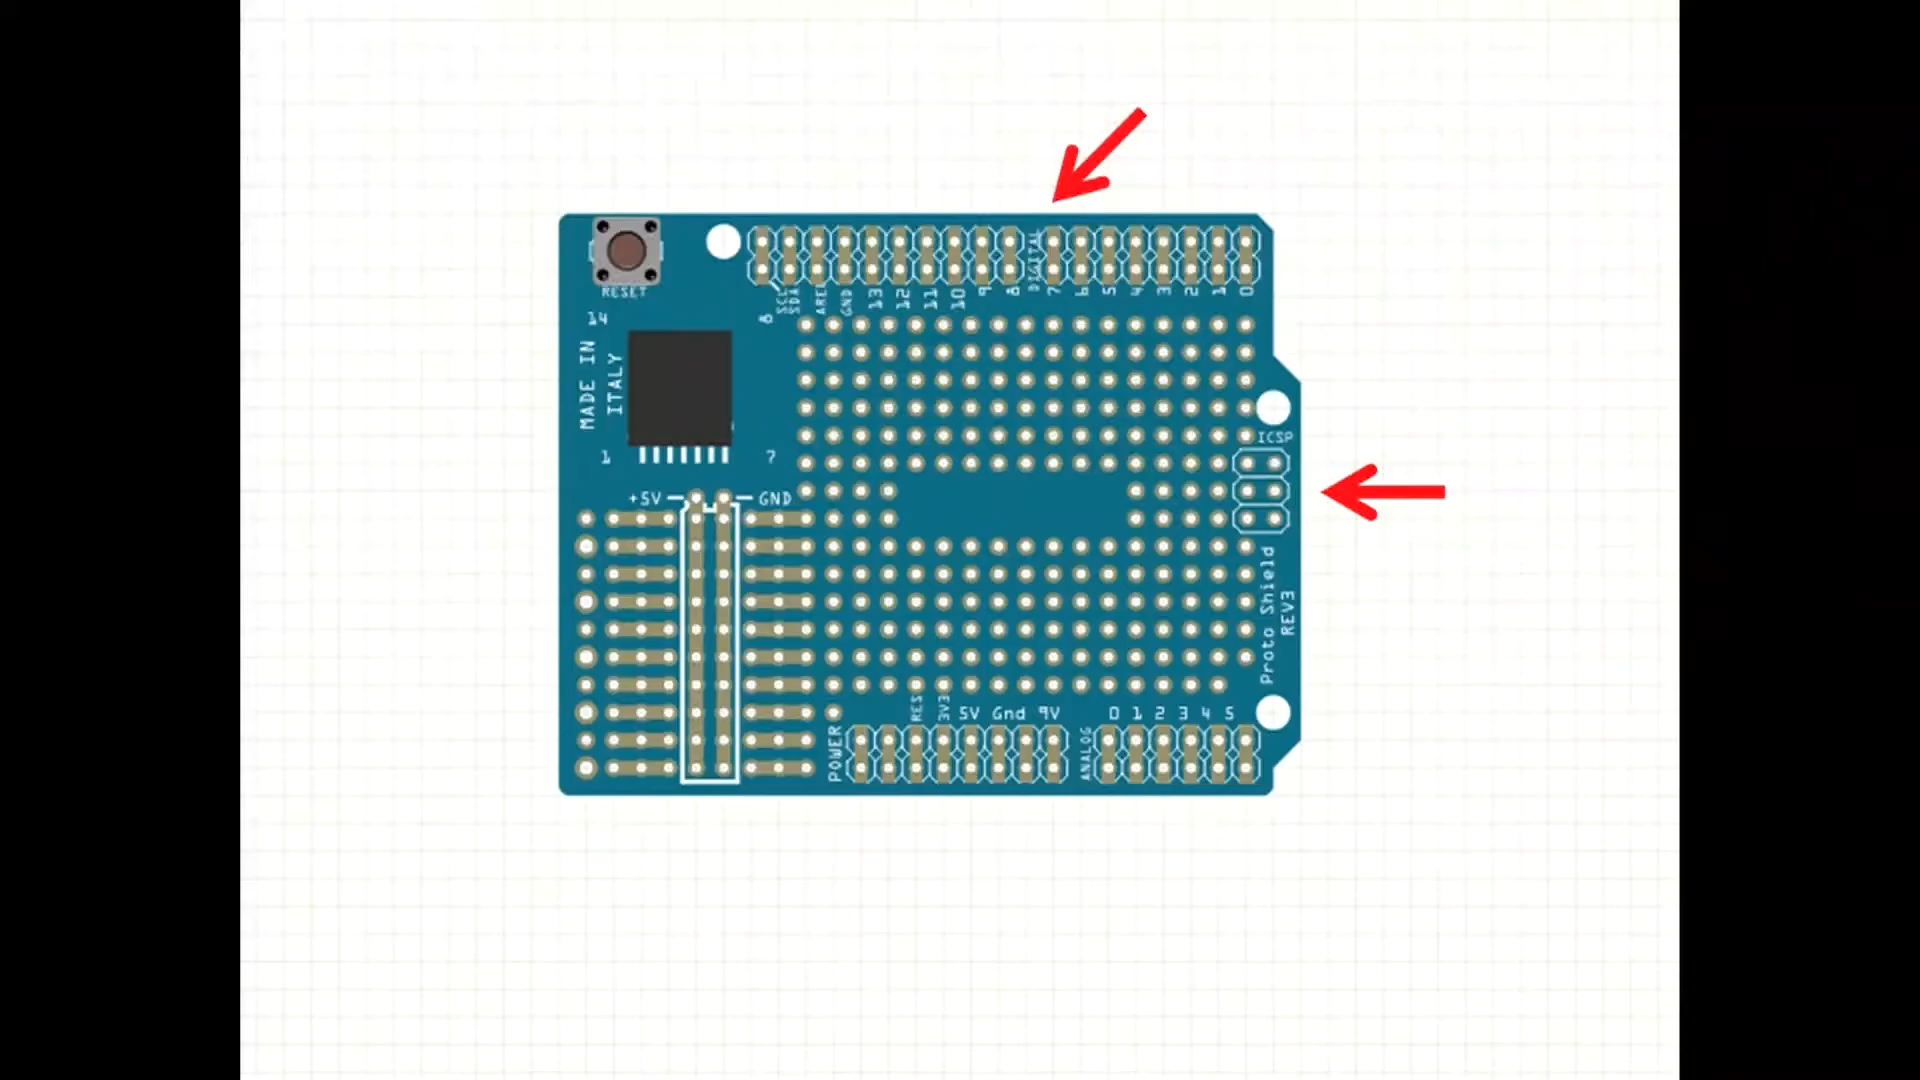 RESET
SCL
SDA
AREF
GND
13
12
11
10
9
8
DIGITAL
7
6
5
4
3
2
1
0
14
8
MADE IN
ITALY
1
7
+5V
GND
ICSP
Proto Shield
REV3
RES
3V3
5V Gnd 9V
0 1 2 3 4 5
POWER
ANALOG